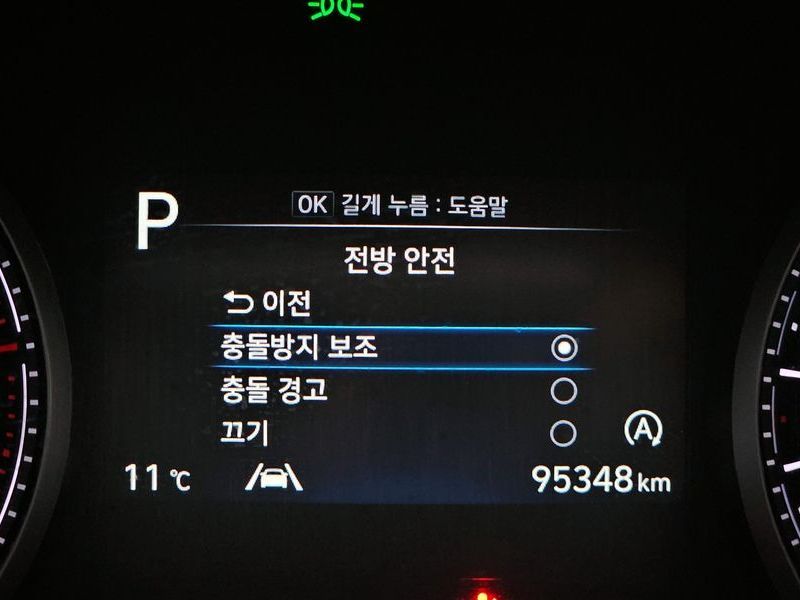 P
OK 길게 누름 : 도움말
전방 안전
이전
충돌방지 보조
충돌 경고
끄기
A
11 ℃
95348 km